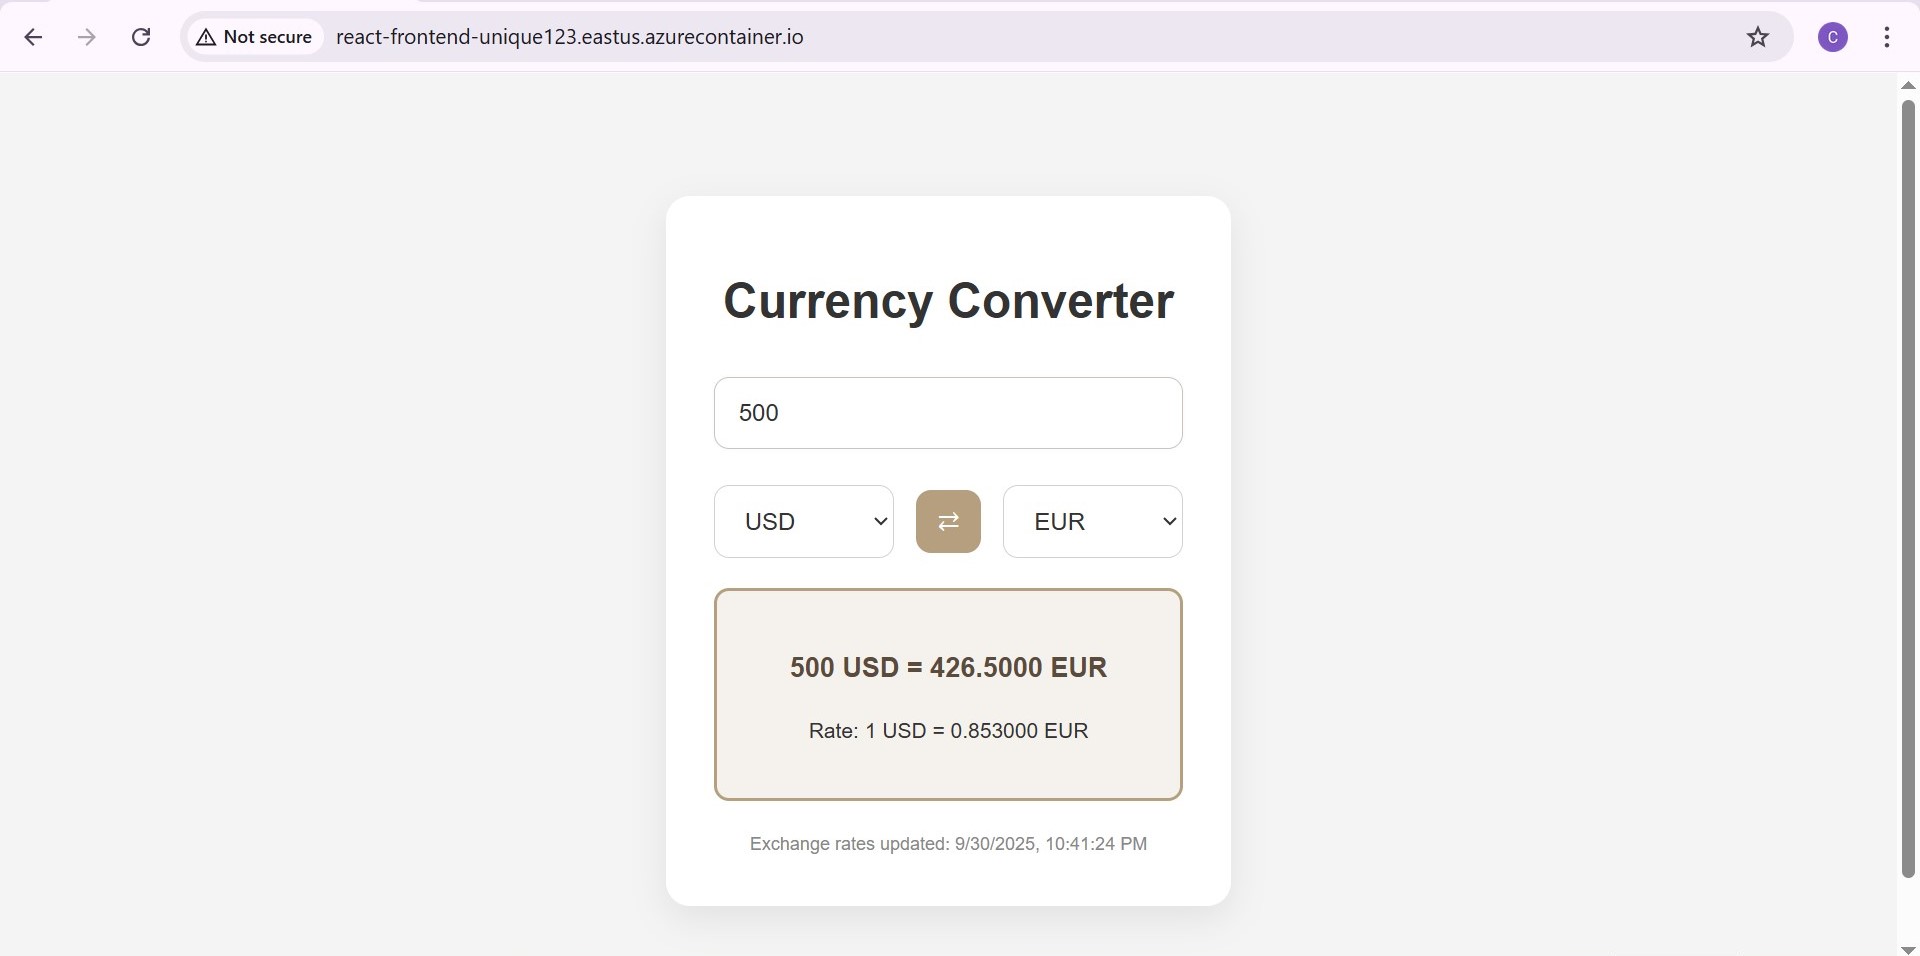 Not secure react-frontend-unique123.eastus.azurecontainer.io C
Currency Converter
500
USD ⇄ EUR
500 USD = 426.5000 EUR
Rate: 1 USD = 0.853000 EUR
Exchange rates updated: 9/30/2025, 10:41:24 PM